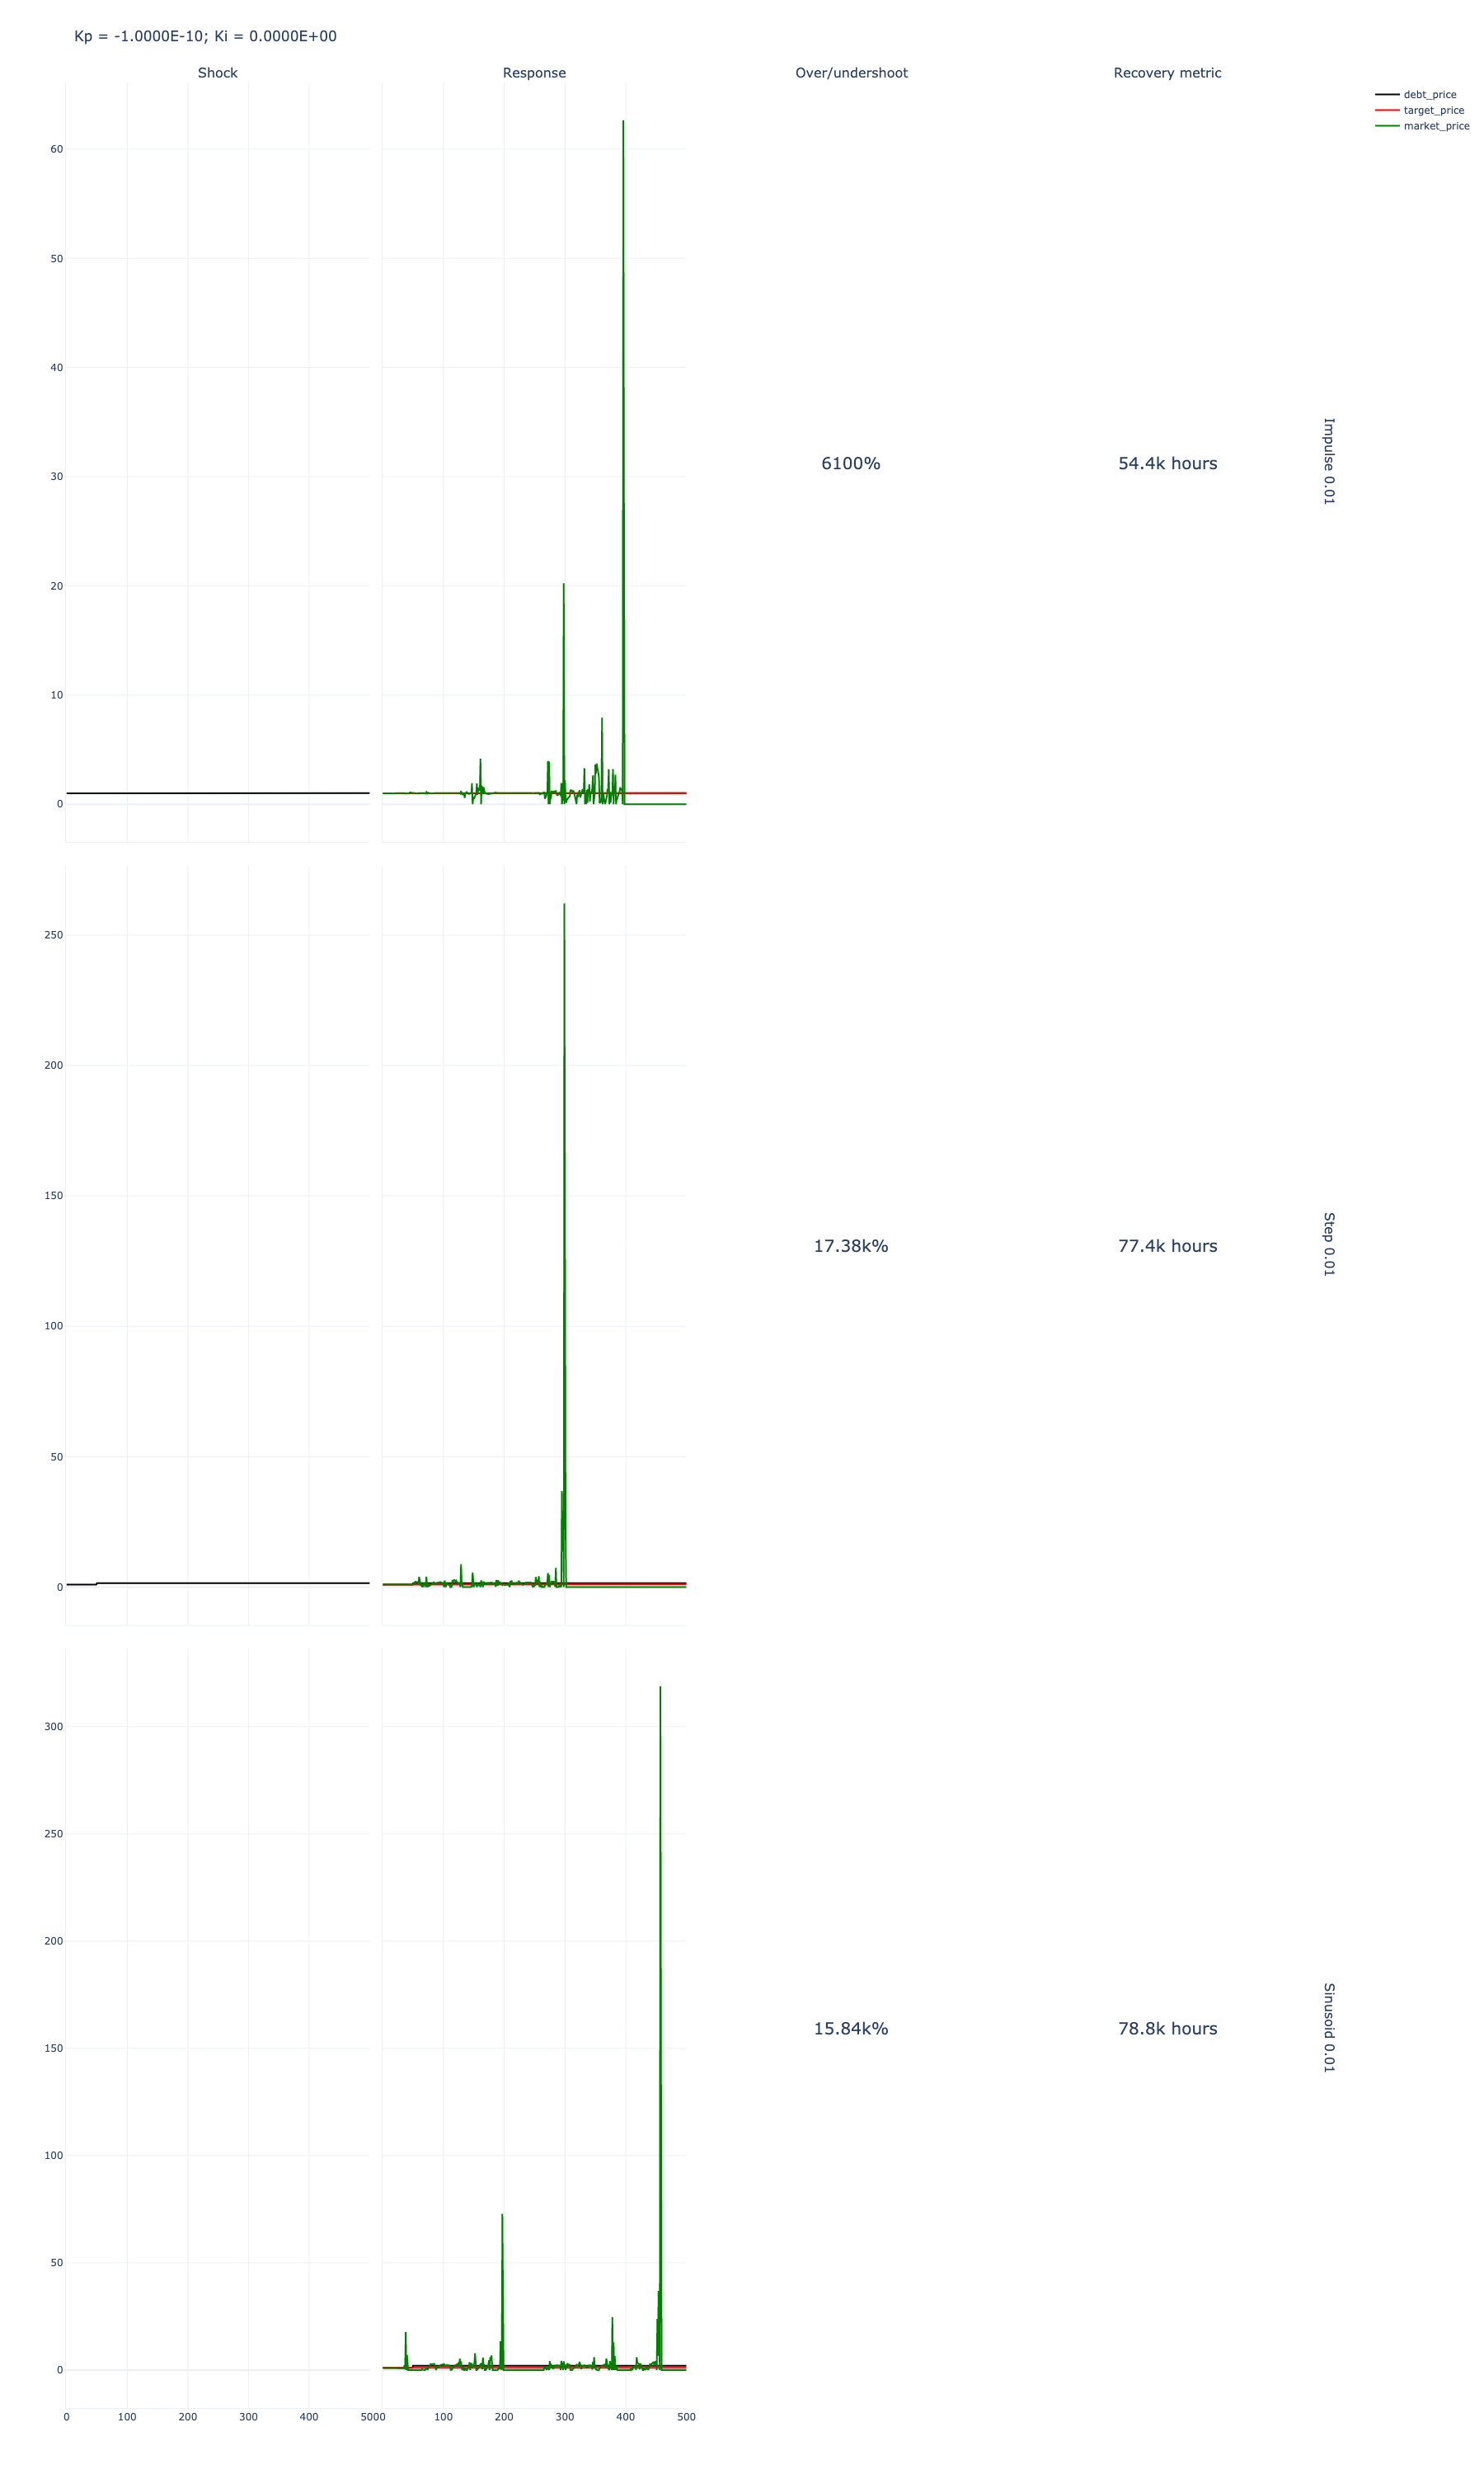 Kp = -1.0000E-10; Ki = 0.0000E+00
Shock
Response
Over/undershoot
Recovery metric
debt_price
target_price
market_price
60
50
40
30
20
10
0
6100%
54.4k hours
Impulse 0.01
250
200
150
100
50
0
17.38k%
77.4k hours
Step 0.01
300
250
200
150
100
50
0
15.84k%
78.8k hours
Sinusoid 0.01
0 100 200 300 400 5000 100 200 300 400 500